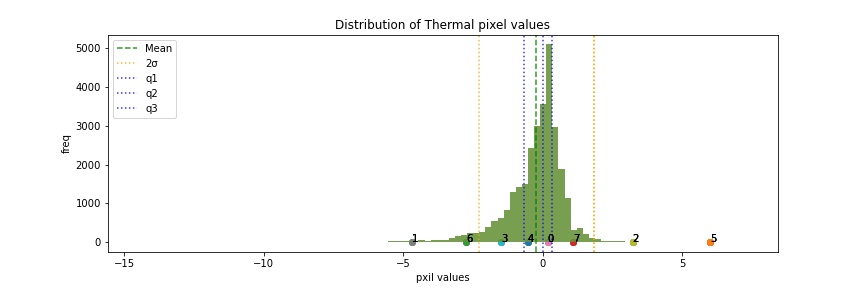 Distribution of Thermal pixel values
Mean
2σ
q1
q2
q3
5000
4000
3000
2000
1000
0
freq
1 6 3 4 0 7 2 5
−15 −10 −5 0 5
pxil values